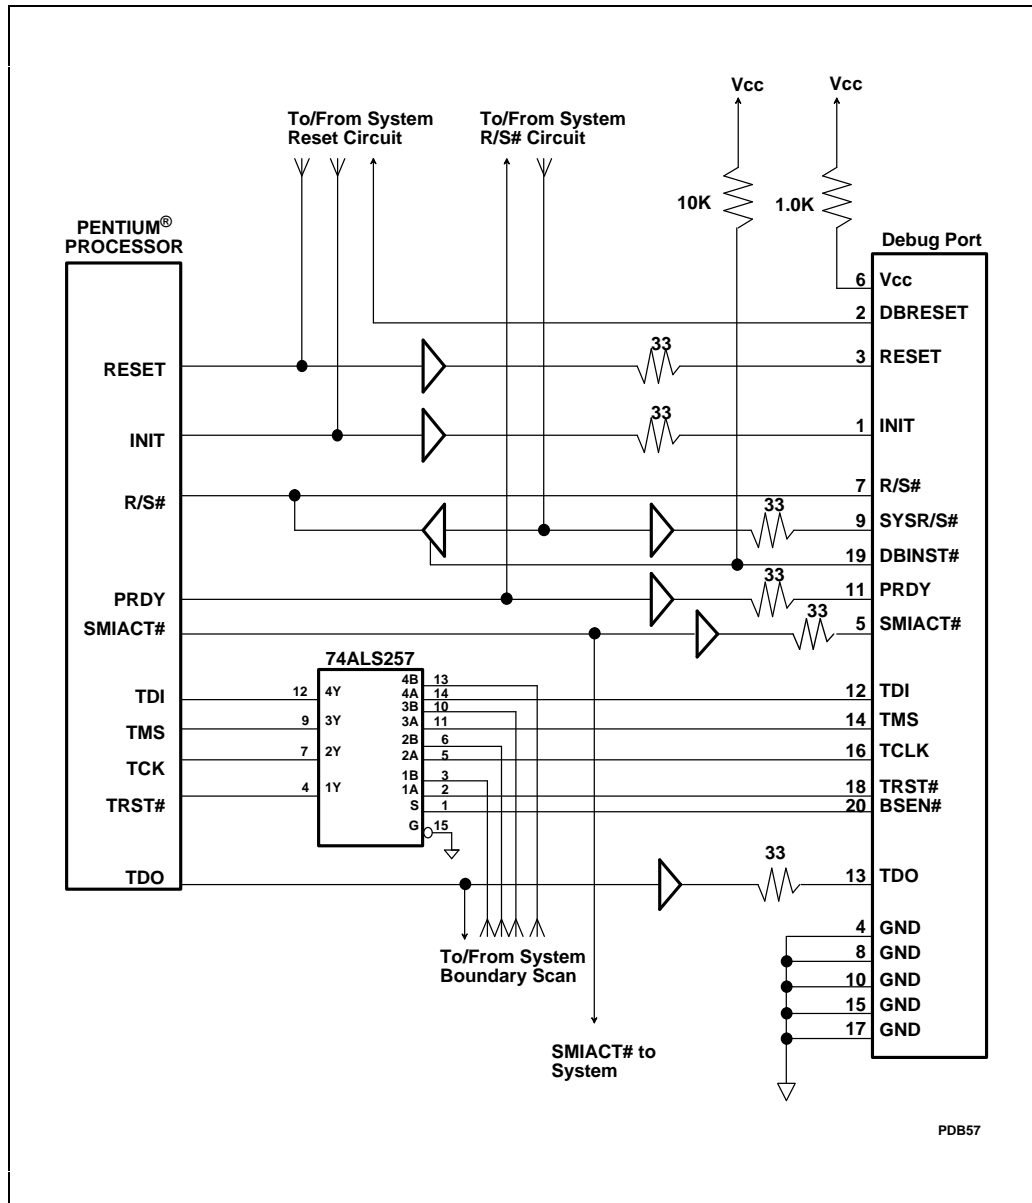 Vcc
Vcc
To/From System
Reset Circuit
To/From System
R/S# Circuit
10K
1.0K
PENTIUM®
PROCESSOR
Debug Port
6 Vcc
2 DBRESET
RESET
33
3 RESET
INIT
33
1 INIT
R/S#
7 R/S#
33
9 SYSR/S#
19 DBINST#
PRDY
33
11 PRDY
SMIACT#
33
5 SMIACT#
74ALS257
TDI
12 4Y
4B 13
4A 14
12 TDI
TMS
9 3Y
3B 10
3A 11
14 TMS
TCK
7 2Y
2B 6
2A 5
16 TCLK
TRST#
4 1Y
1B 3
1A 2
18 TRST#
S 1
20 BSEN#
G 15
TDO
33
13 TDO
4 GND
8 GND
10 GND
15 GND
17 GND
To/From System
Boundary Scan
SMIACT# to
System
PDB57